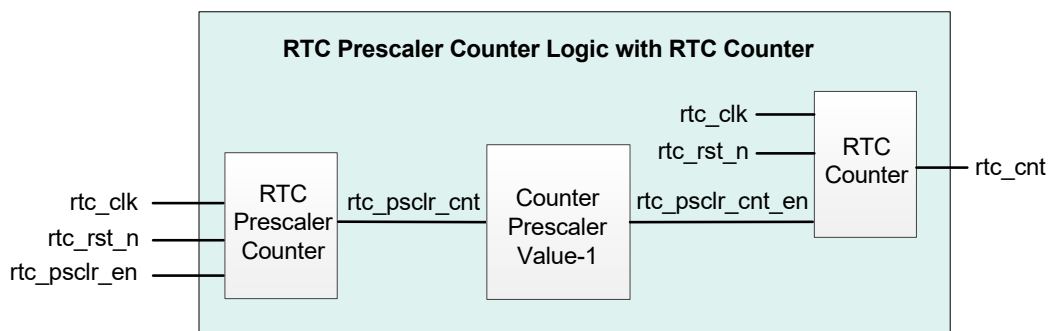 RTC Prescaler Counter Logic with RTC Counter
rtc_clk
rtc_rst_n
rtc_psclr_en
RTC
Prescaler
Counter
rtc_psclr_cnt
Counter
Prescaler
Value-1
rtc_psclr_cnt_en
rtc_clk
rtc_rst_n
RTC
Counter
rtc_cnt